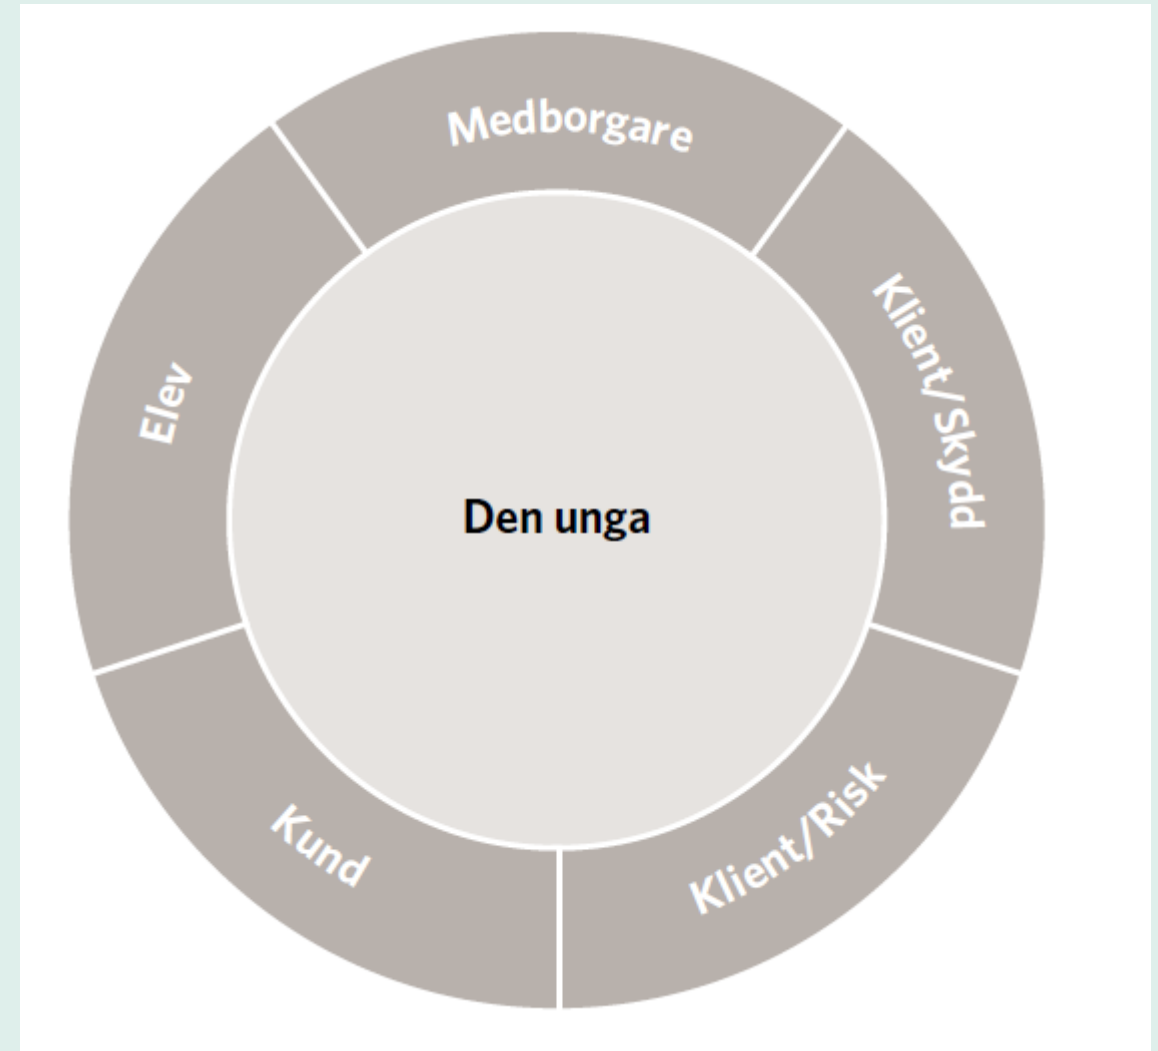 Medborgare
Klient/Skydd
Klient/Risk
Kund
Elev
Den unga